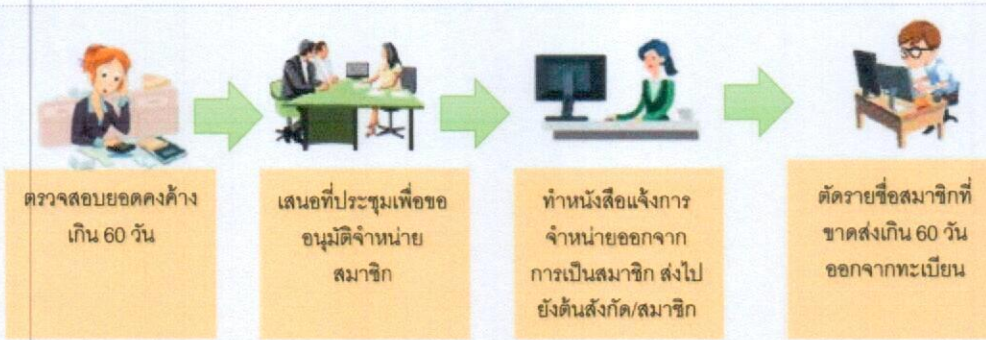 ตรวจสอบยอดคงค้าง
เกิน 60 วัน
เสนอที่ประชุมเพื่อขอ
อนุมัติจำหน่าย
สมาชิก
ทำหนังสือแจ้งการ
จำหน่ายออกจาก
การเป็นสมาชิก ส่งไป
ยังต้นสังกัด/สมาชิก
ตัดรายชื่อสมาชิกที่
ขาดส่งเกิน 60 วัน
ออกจากทะเบียน